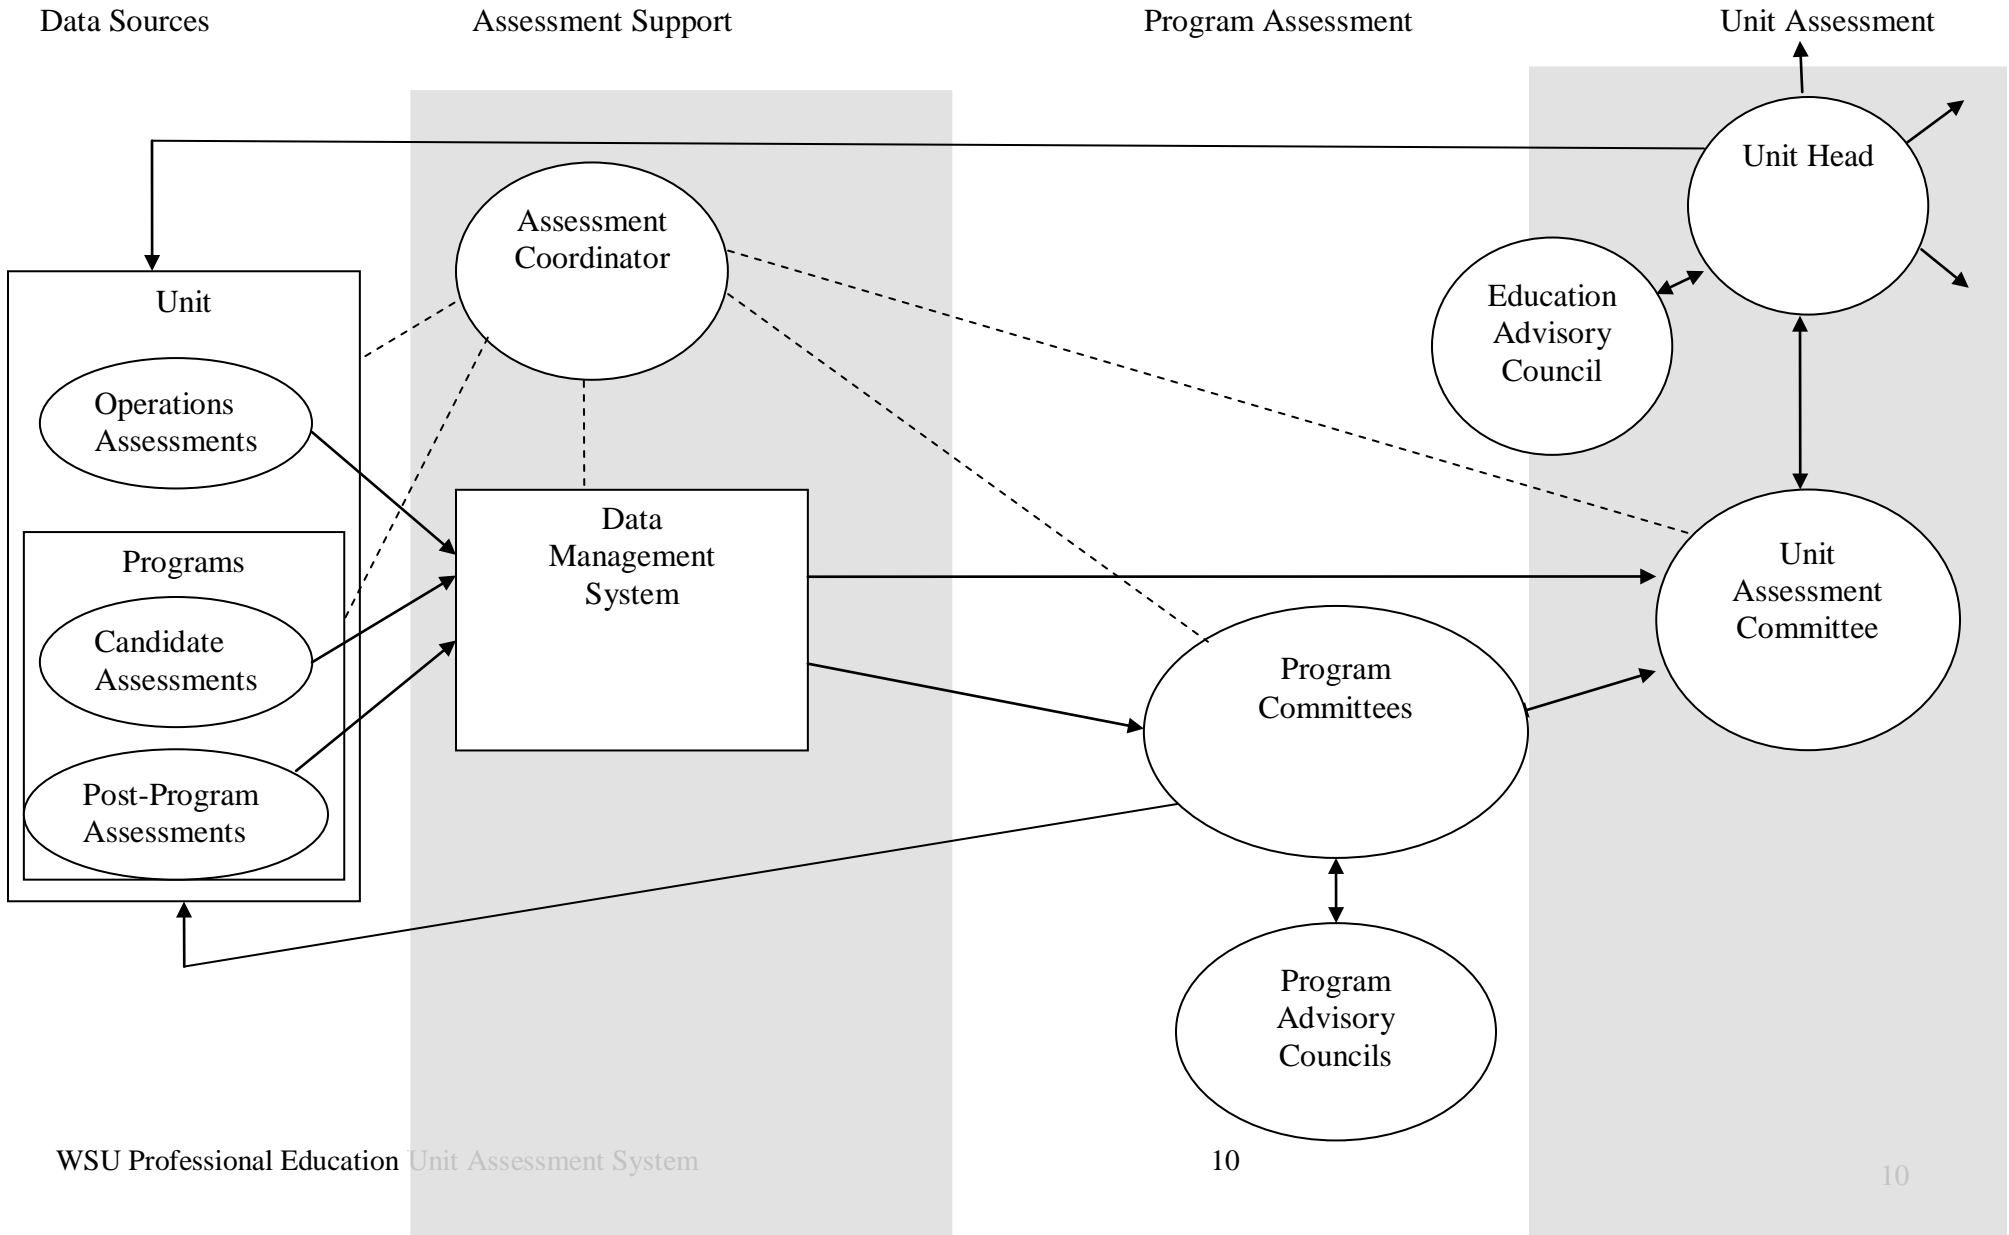 Data Sources
Assessment Support
Program Assessment
Unit Assessment
Unit Head
Assessment
Coordinator
Education
Advisory
Council
Unit
Operations
Assessments
Data
Management
System
Programs
Candidate
Assessments
Post-Program
Assessments
Unit
Assessment
Committee
Program
Committees
Program
Advisory
Councils
WSU Professional Education Unit Assessment System
10
10